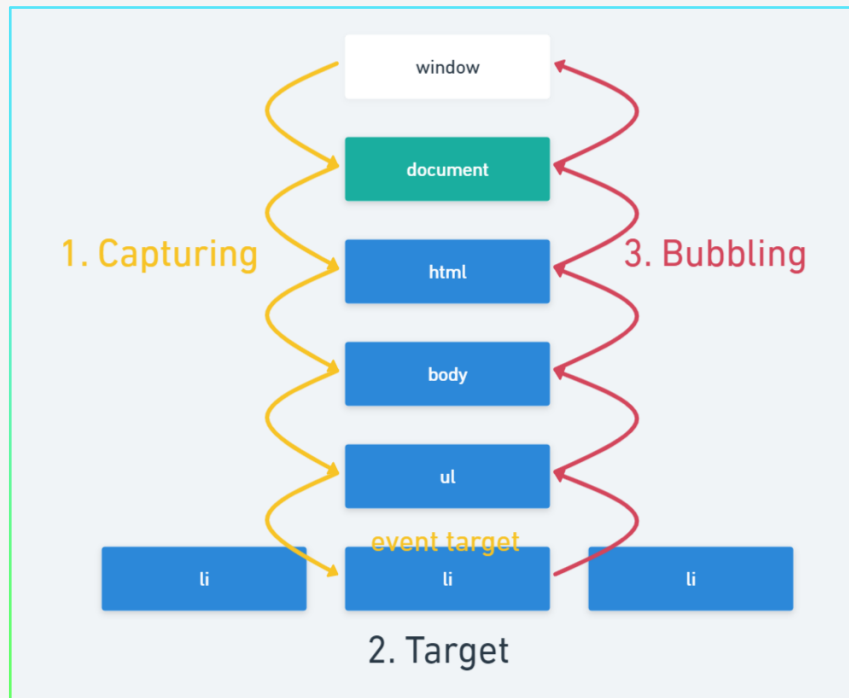 window
document
1. Capturing
3. Bubbling
html
body
ul
event target
li
li
li
2. Target